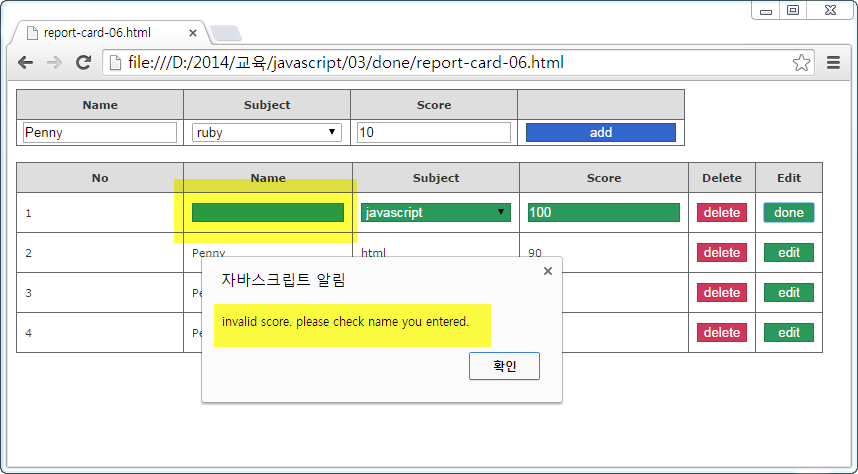 report-card-06.html
file:///D:/2014/교육/javascript/03/done/report-card-06.html
Name Subject Score
Penny ruby 10 add
No Name Subject Score Delete Edit
1 javascript 100 delete done
2 Penny html 90 delete edit
3 delete edit
4 delete edit
자바스크립트 알림
invalid score. please check name you entered.
확인